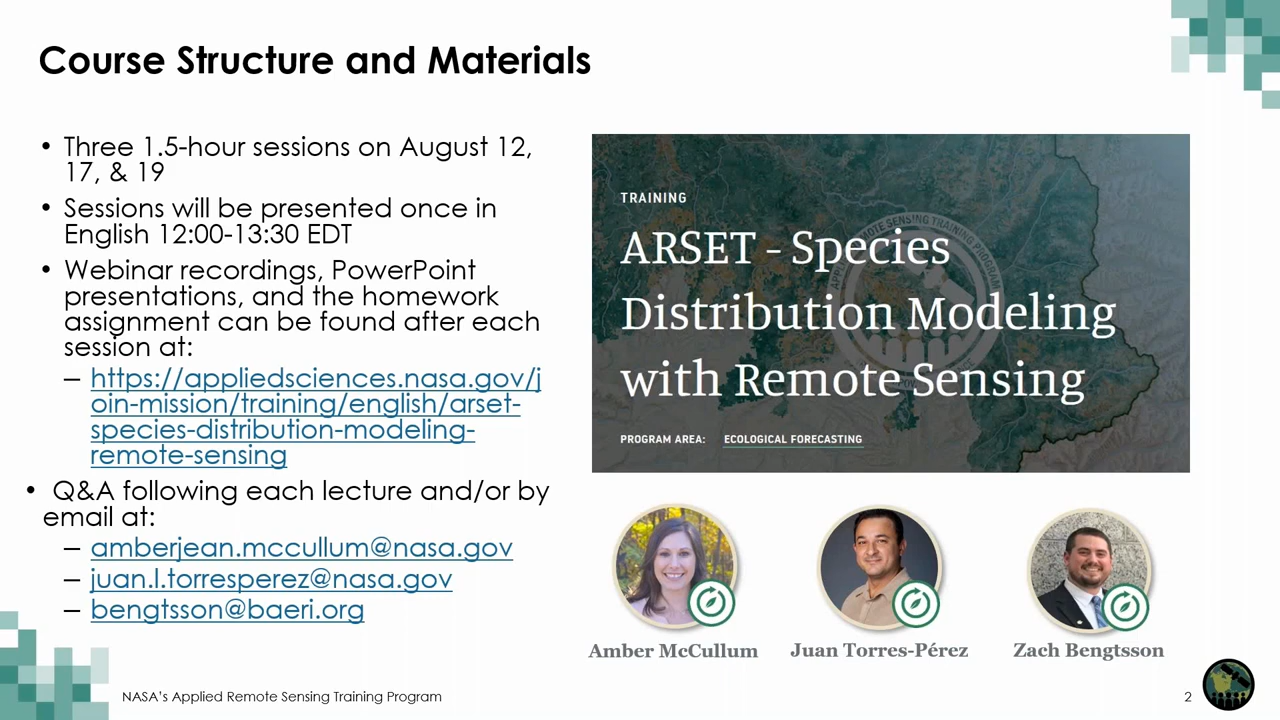 Course Structure and Materials
• Three 1.5-hour sessions on August 12,
17, & 19
• Sessions will be presented once in
English 12:00-13:30 EDT
• Webinar recordings, PowerPoint
presentations, and the homework
assignment can be found after each
session at:
– https://appliedsciences.nasa.gov/j
oin-mission/training/english/arset-
species-distribution-modeling-
remote-sensing
• Q&A following each lecture and/or by
email at:
– amberjean.mccullum@nasa.gov
– juan.l.torresperez@nasa.gov
– bengtsson@baeri.org
TRAINING
ARSET - Species
Distribution Modeling
with Remote Sensing
PROGRAM AREA: ECOLOGICAL FORECASTING
Amber McCullum
Juan Torres-Pérez
Zach Bengtsson
NASA's Applied Remote Sensing Training Program
2